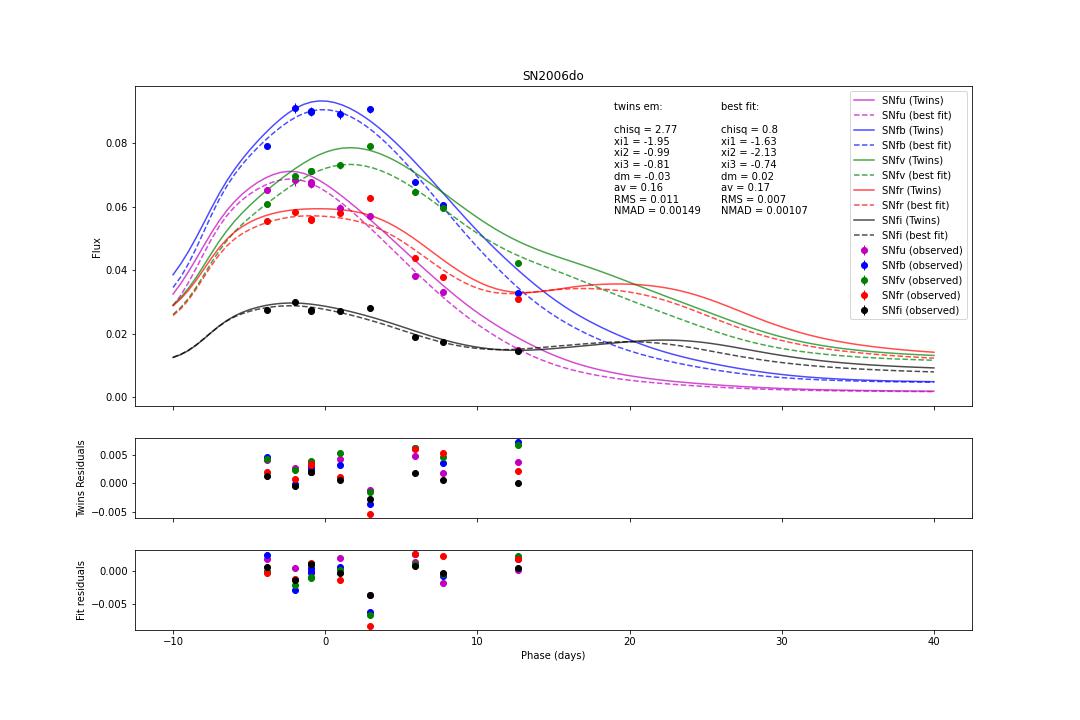 SN2006do
Flux
0.00
0.02
0.04
0.06
0.08
twins em:
chisq = 2.77
xi1 = -1.95
xi2 = -0.99
xi3 = -0.81
dm = -0.03
av = 0.16
RMS = 0.011
NMAD = 0.00149
best fit:
chisq = 0.8
xi1 = -1.63
xi2 = -2.13
xi3 = -0.74
dm = 0.02
av = 0.17
RMS = 0.007
NMAD = 0.00107
SNfu (Twins)
SNfu (best fit)
SNfb (Twins)
SNfb (best fit)
SNfv (Twins)
SNfv (best fit)
SNfr (Twins)
SNfr (best fit)
SNfi (Twins)
SNfi (best fit)
SNfu (observed)
SNfb (observed)
SNfv (observed)
SNfr (observed)
SNfi (observed)
Twins Residuals
0.005
0.000
−0.005
Fit residuals
0.000
−0.005
−10
0
10
20
30
40
Phase (days)